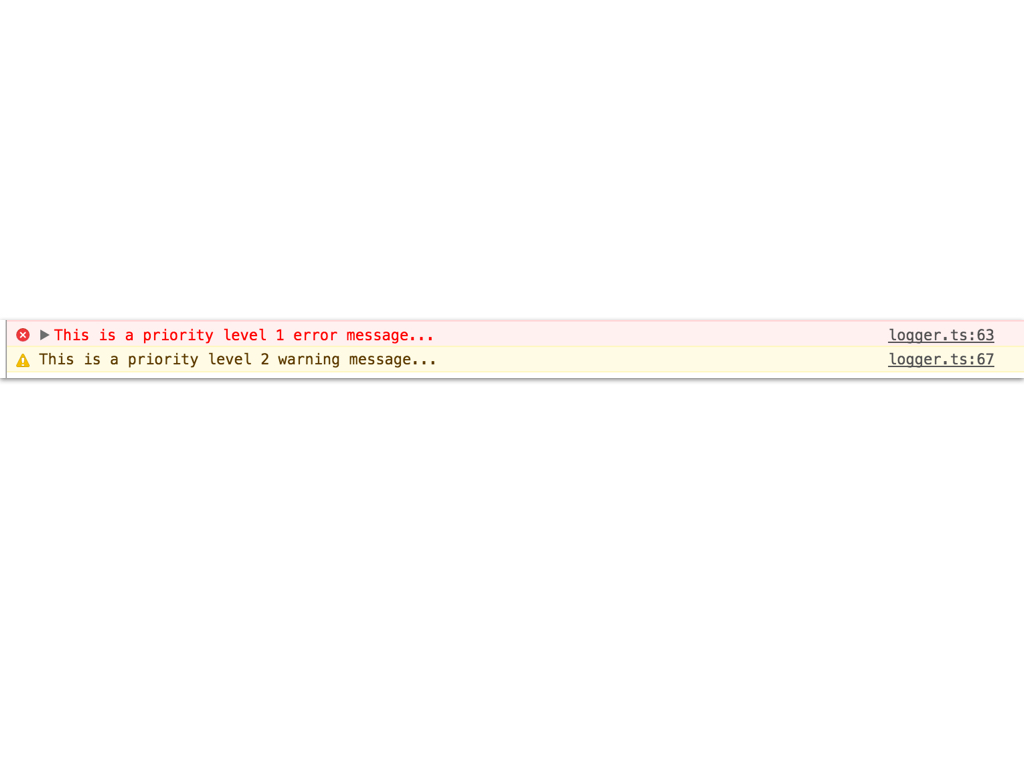 This is a priority level 1 error message... logger.ts:63
This is a priority level 2 warning message... logger.ts:67